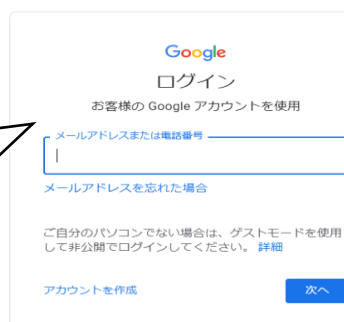 Google
ログイン
お客様の Google アカウントを使用
メールアドレスまたは電話番号
メールアドレスを忘れた場合
ご自分のパソコンでない場合は、ゲストモードを使用
して非公開でログインしてください。 詳細
アカウントを作成
次へ